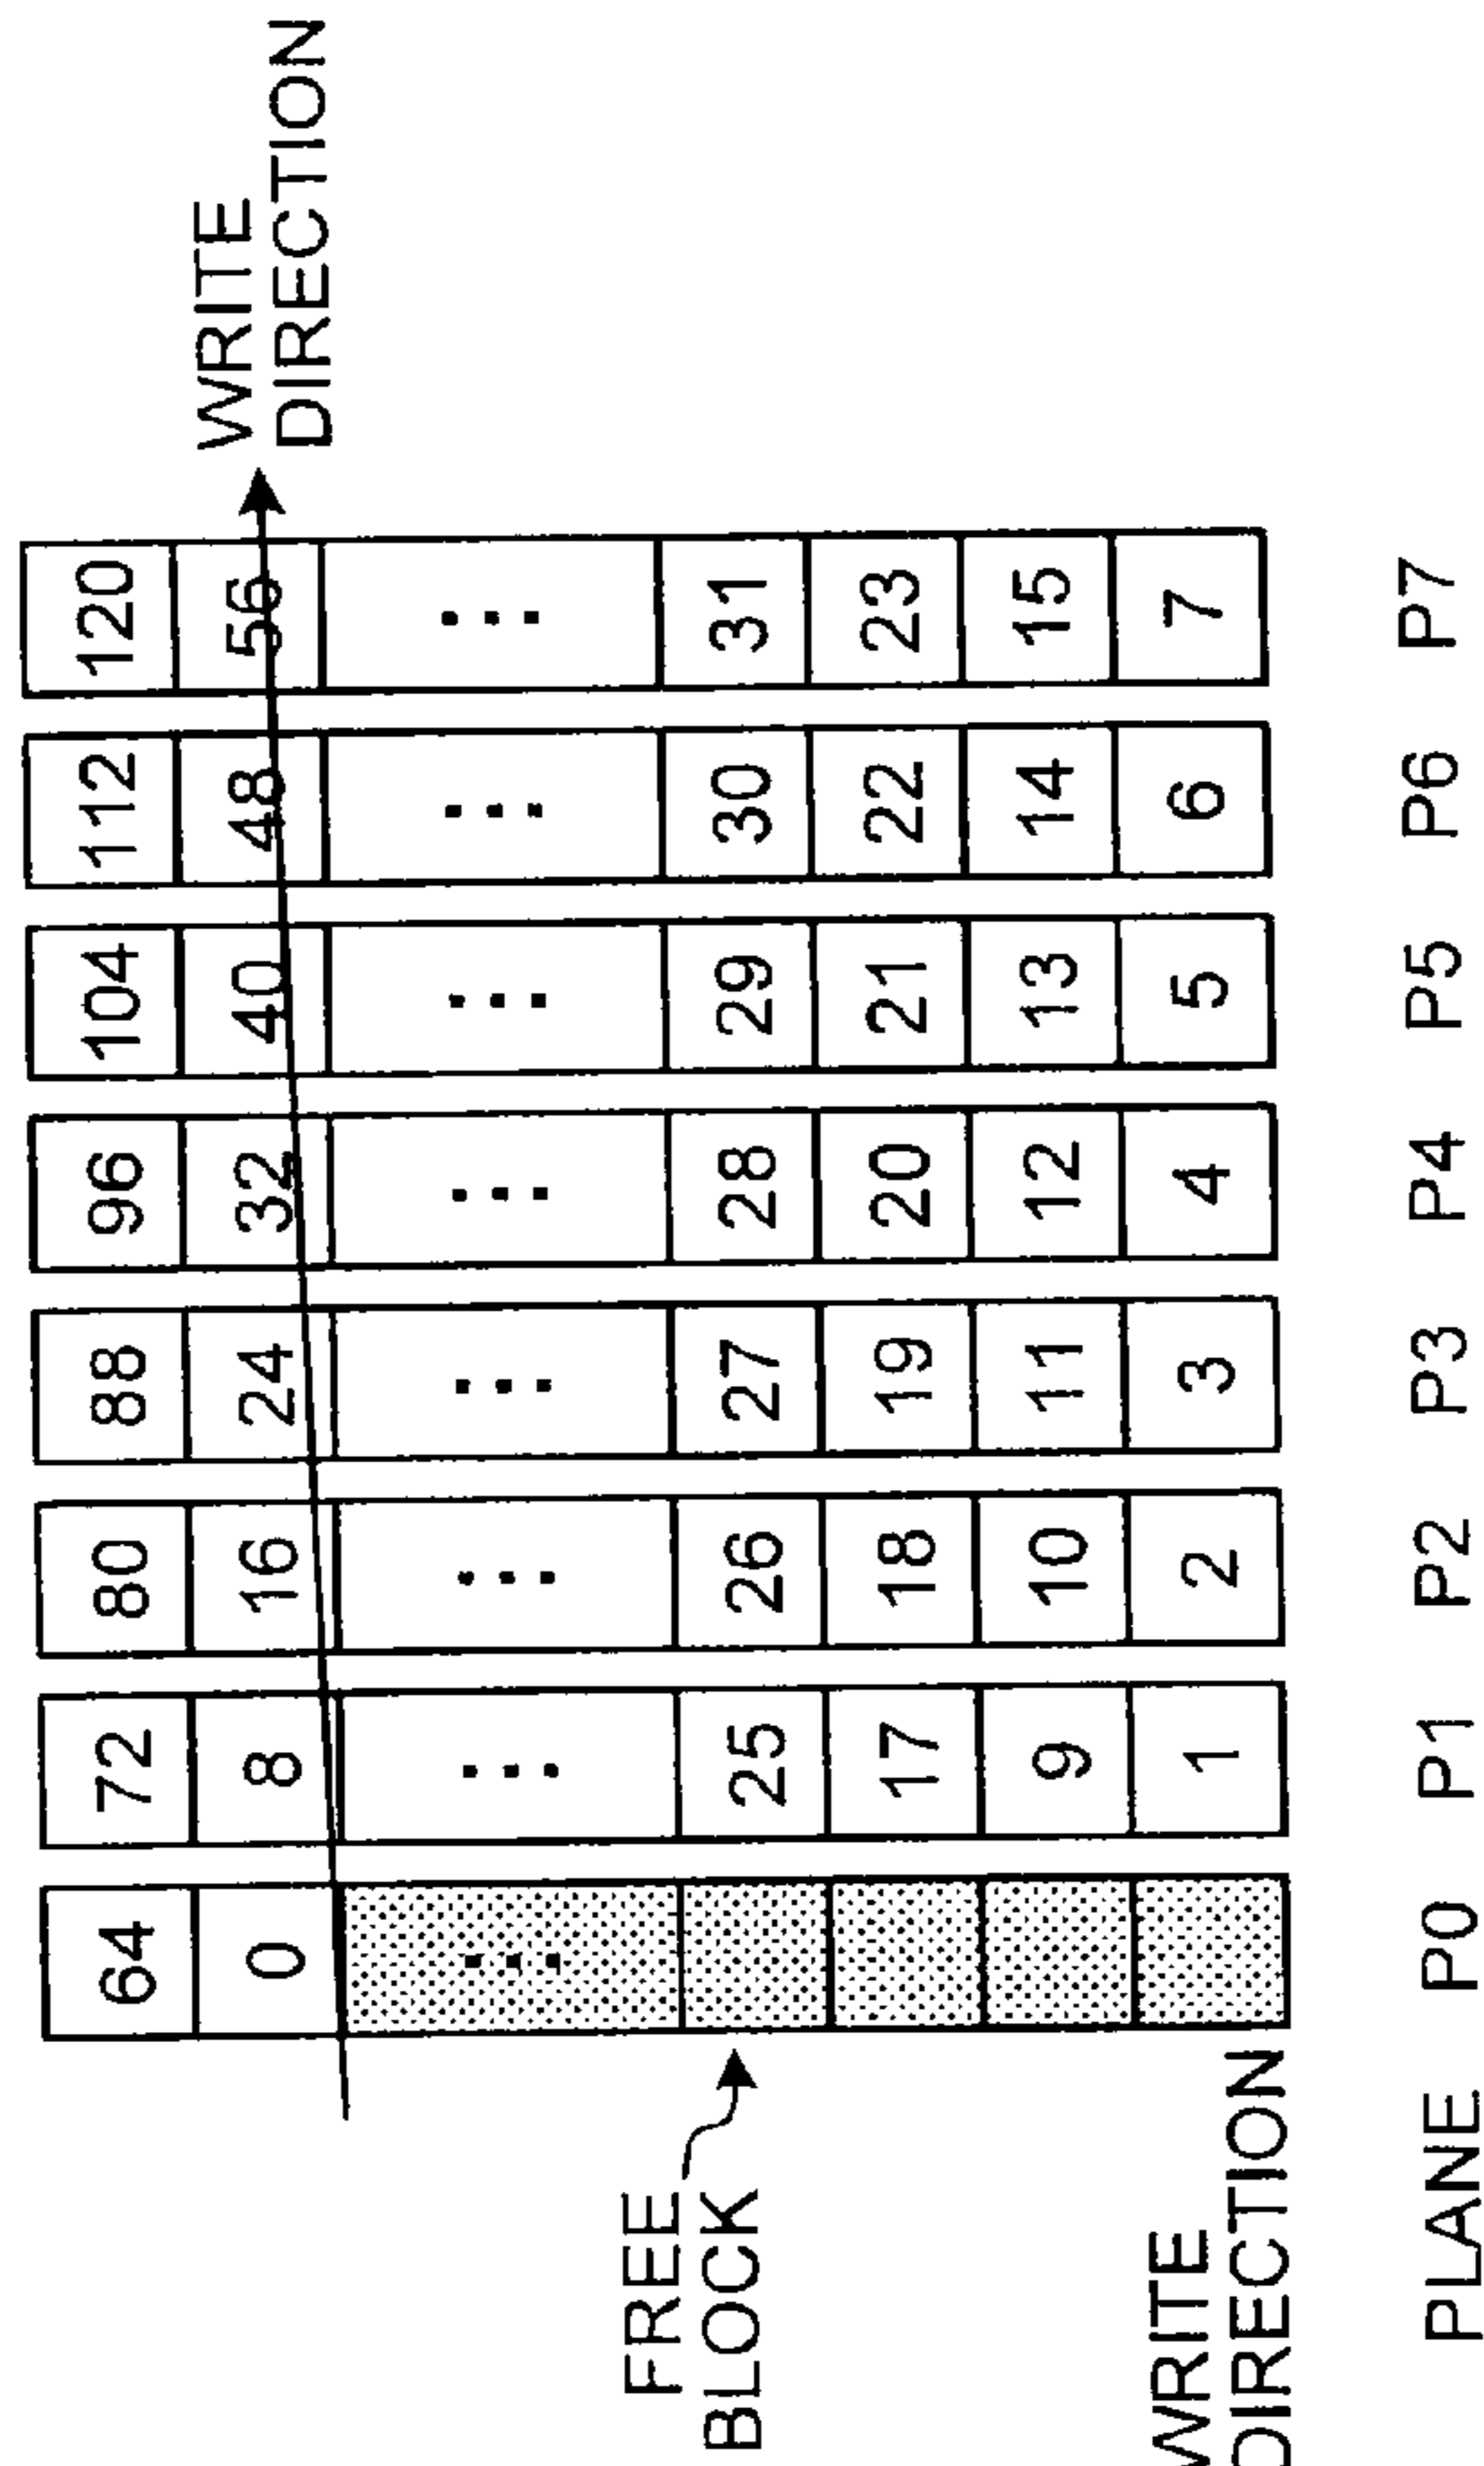 WRITE
DIRECTION
64 72 80 88 96 104 112 120
0 8 16 24 32 40 48 56
... ... ... ... ... ... ... ...
FREE
BLOCK
25 26 27 28 29 30 31
17 18 19 20 21 22 23
9 10 11 12 13 14 15
1 2 3 4 5 6 7
WRITE
DIRECTION
PLANE P0 P1 P2 P3 P4 P5 P6 P7